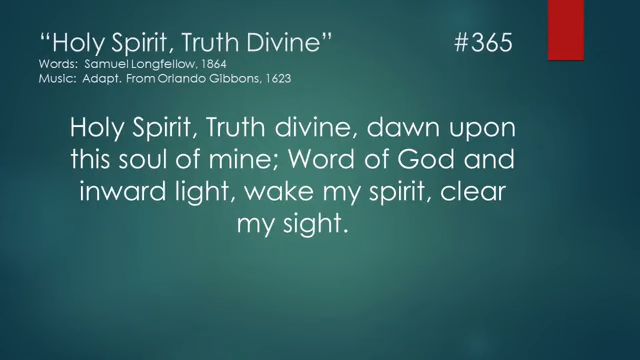 “Holy Spirit, Truth Divine” #365
Words: Samuel Longfellow, 1864
Music: Adapt. From Orlando Gibbons, 1623
Holy Spirit, Truth divine, dawn upon
this soul of mine; Word of God and
inward light, wake my spirit, clear
my sight.